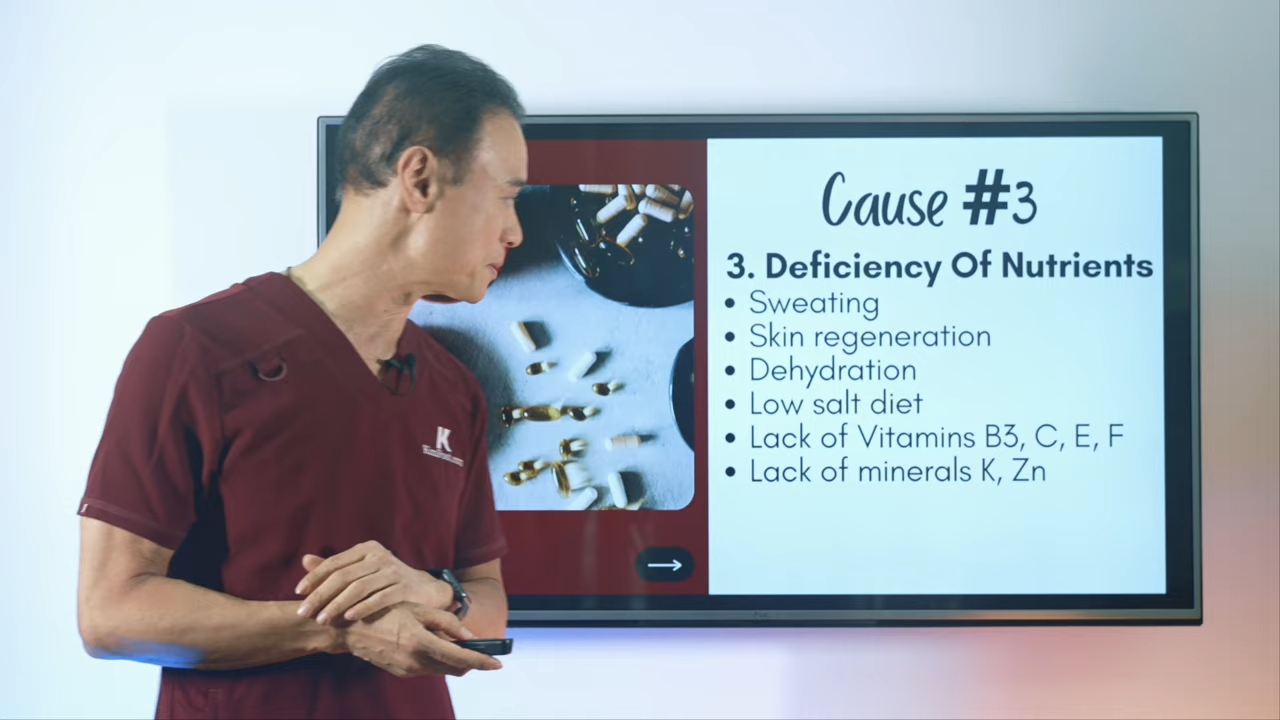 Cause #3
3. Deficiency Of Nutrients
• Sweating
• Skin regeneration
• Dehydration
• Low salt diet
• Lack of Vitamins B3, C, E, F
• Lack of minerals K, Zn
K